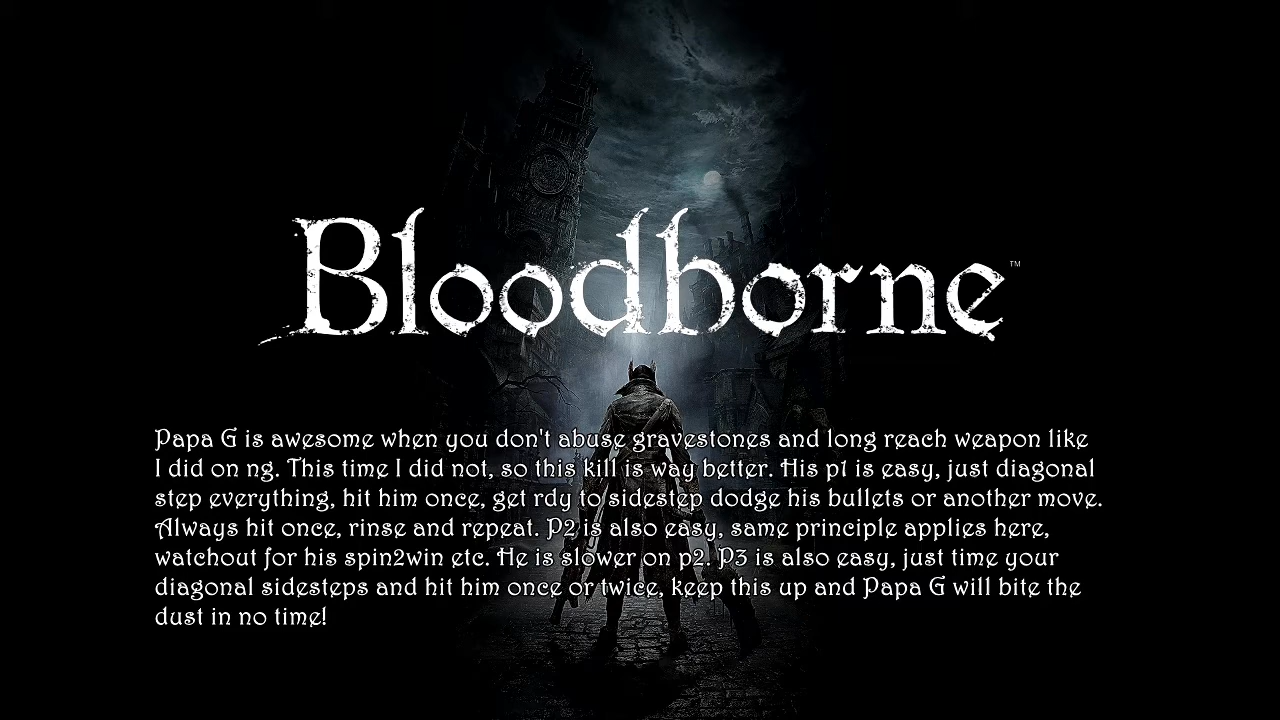 Bloodborne™
Papa G is awesome when you don't abuse gravestones and long reach weapon like
I did on ng. This time I did not, so this kill is way better. His p1 is easy, just diagonal
step everything, hit him once, get rdy to sidestep dodge his bullets or another move.
Always hit once, rinse and repeat. P2 is also easy, same principle applies here,
watchout for his spin2win etc. He is slower on p2. P3 is also easy, just time your
diagonal sidesteps and hit him once or twice, keep this up and Papa G will bite the
dust in no time!